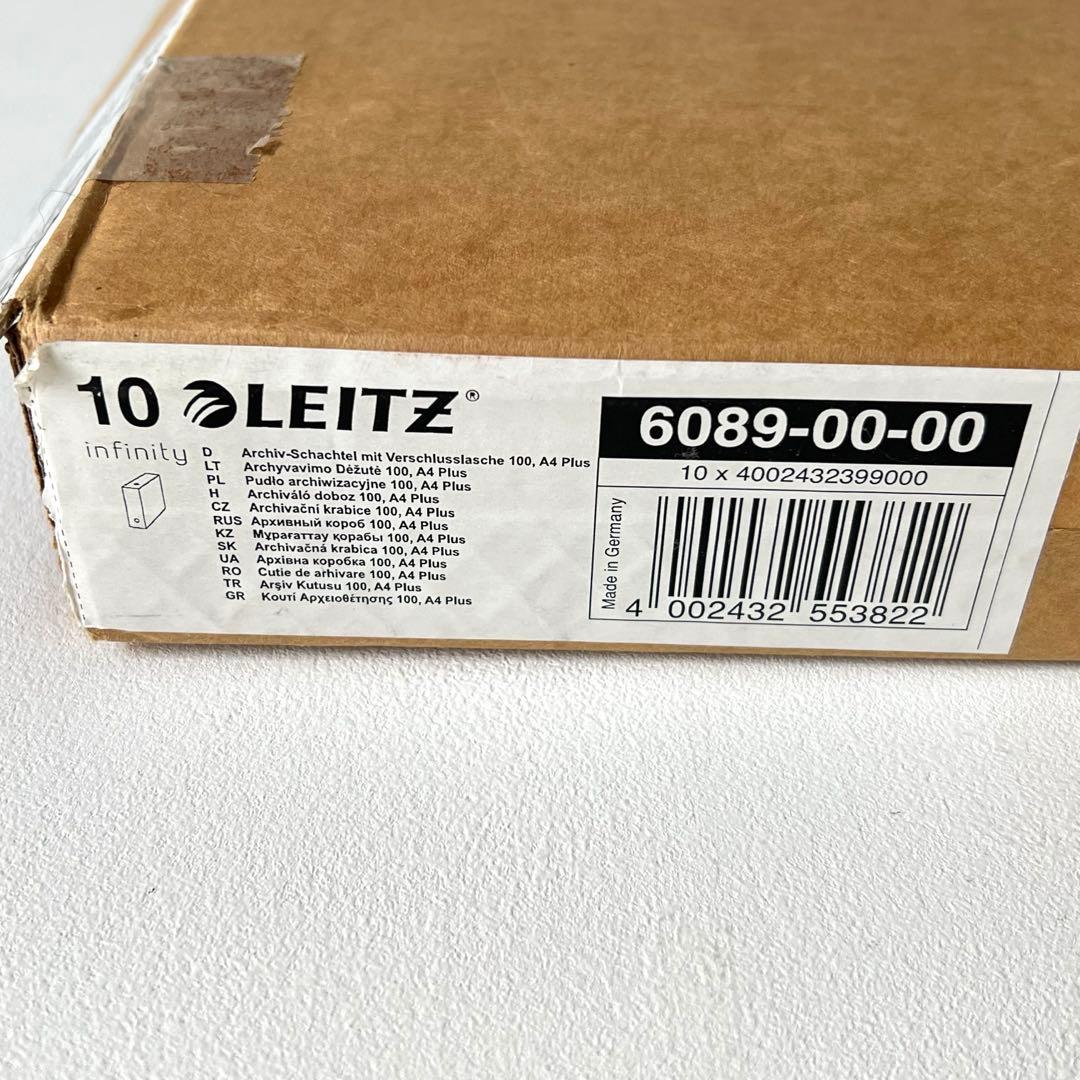 10 LEITZ®
infinity
D Archiv-Schachtel mit Verschlusslasche 100, A4 Plus
LT Archyvavimo Dėžutė 100, A4 Plus
PL Pudło archiwizacyjne 100, A4 Plus
H Archiváló doboz 100, A4 Plus
CZ Archivační krabice 100, A4 Plus
RUS Архивный короб 100, A4 Plus
KZ Мұрағаттау қорабы 100, A4 Plus
SK Archivačná krabica 100, A4 Plus
UA Архівна коробка 100, A4 Plus
RO Cutie de arhivare 100, A4 Plus
TR Arşiv Kutusu 100, A4 Plus
GR Κουτί Αρχειοθέτησης 100, A4 Plus
6089-00-00
10 x 4002432399000
Made in Germany
4 002432 553822